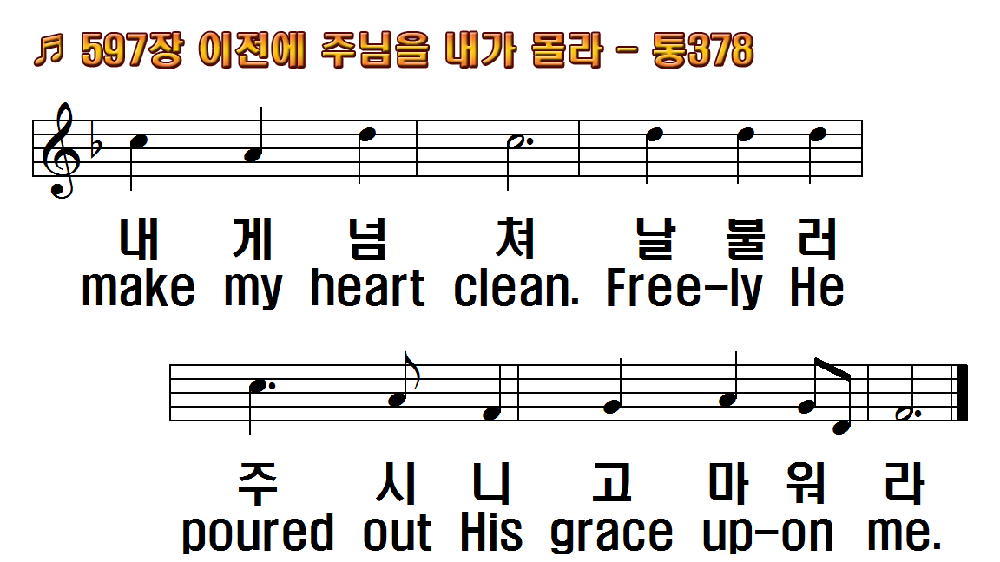 ♬ 597장 이전에 주님을 내가 몰라 - 통378
내 게 넘 쳐 날 불 러
make my heart clean. Free-ly He
주 시 니 고 마 워 라
poured out His grace up-on me.